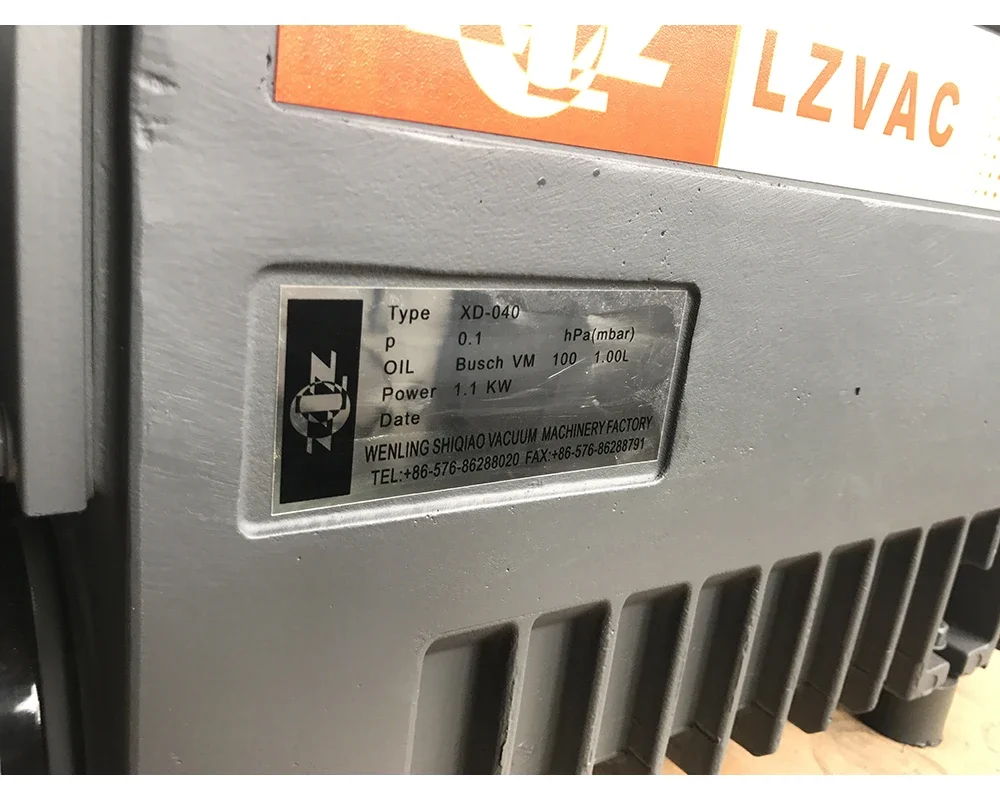 LZVAC
Type XD-040
p 0.1 hPa(mbar)
OIL Busch VM 100 1.00L
Power 1.1 KW
Date
WENLING SHIQIAO VACUUM MACHINERY FACTORY
TEL:+86-576-86288020 FAX:+86-576-86288791